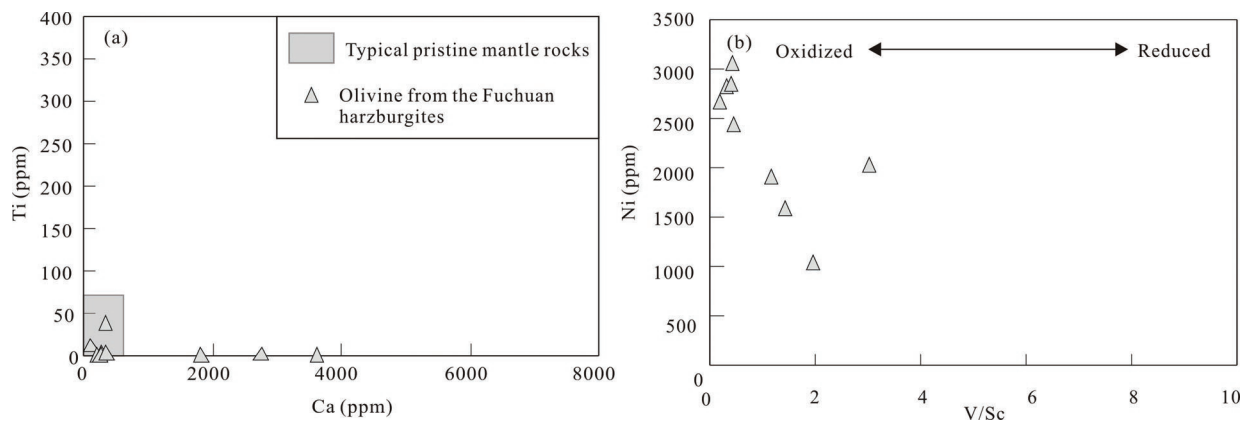 (a)
Typical pristine mantle rocks
Olivine from the Fuchuan
harzburgites
400
350
300
250
200
150
100
50
0
Ti (ppm)
0 2000 4000 6000 8000
Ca (ppm)
(b)
Oxidized Reduced
3500
3000
2500
2000
1500
1000
500
0
Ni (ppm)
0 2 4 6 8 10
V/Sc